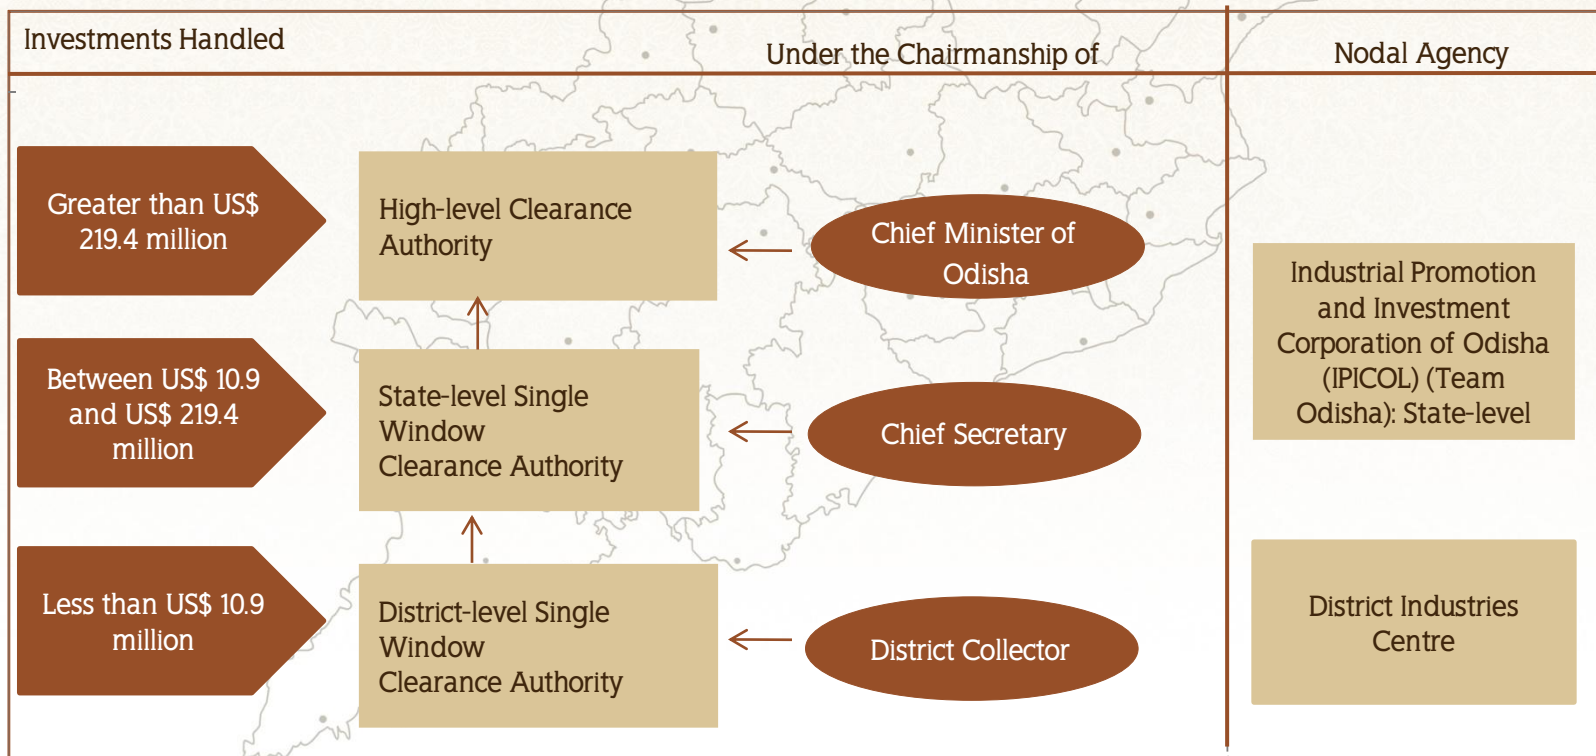 Investments Handled
Under the Chairmanship of
Nodal Agency
Greater than US$
219.4 million
High-level Clearance
Authority
Chief Minister of
Odisha
Industrial Promotion
and Investment
Corporation of Odisha
(IPICOL) (Team
Odisha): State-level
Between US$ 10.9
and US$ 219.4
million
State-level Single
Window
Clearance Authority
Chief Secretary
Less than US$ 10.9
million
District-level Single
Window
Clearance Authority
District Collector
District Industries
Centre